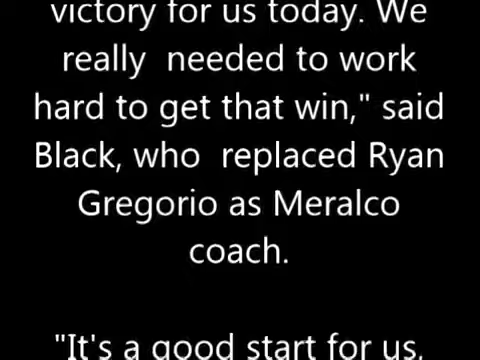 victory for us today. We
really  needed to work
hard to get that win," said
Black, who  replaced Ryan
Gregorio as Meralco
coach.
"It's a good start for us,